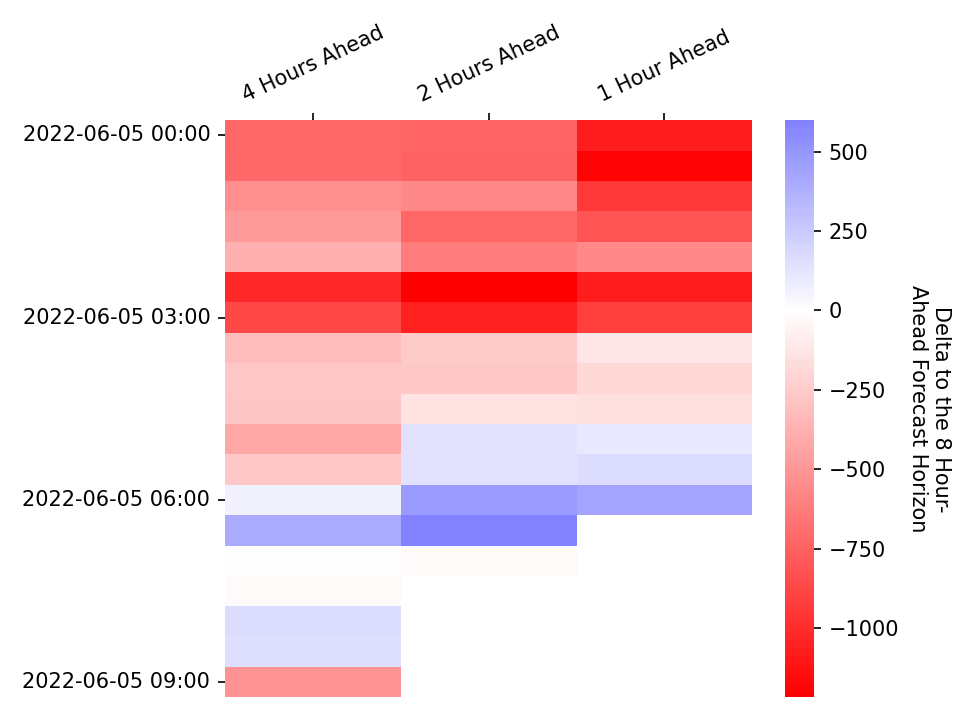 4 Hours Ahead
2 Hours Ahead
1 Hour Ahead
2022-06-05 00:00
2022-06-05 03:00
2022-06-05 06:00
2022-06-05 09:00
500
250
0
−250
−500
−750
−1000
Delta to the 8 Hour-
Ahead Forecast Horizon